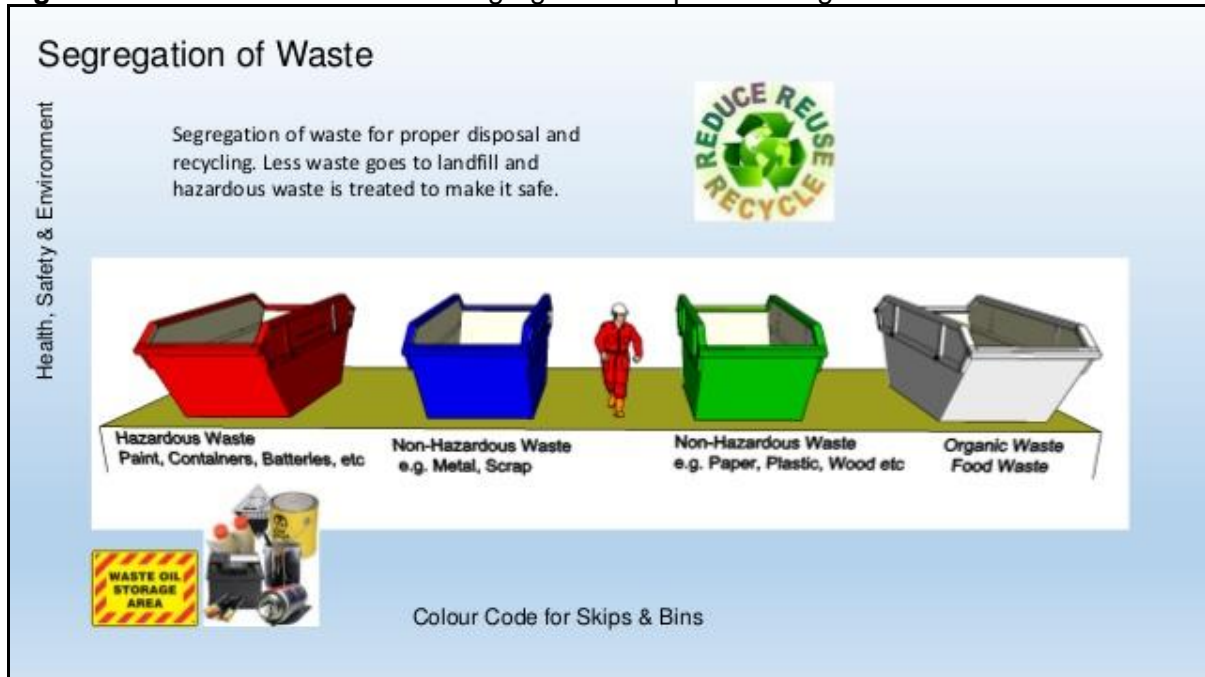 Segregation of Waste
Health, Safety & Environment
Segregation of waste for proper disposal and
recycling. Less waste goes to landfill and
hazardous waste is treated to make it safe.
REDUCE REUSE
RECYCLE
Hazardous Waste
Paint, Containers, Batteries, etc
Non-Hazardous Waste
e.g. Metal, Scrap
Non-Hazardous Waste
e.g. Paper, Plastic, Wood etc
Organic Waste
Food Waste
WASTE OIL
STORAGE
AREA
Colour Code for Skips & Bins